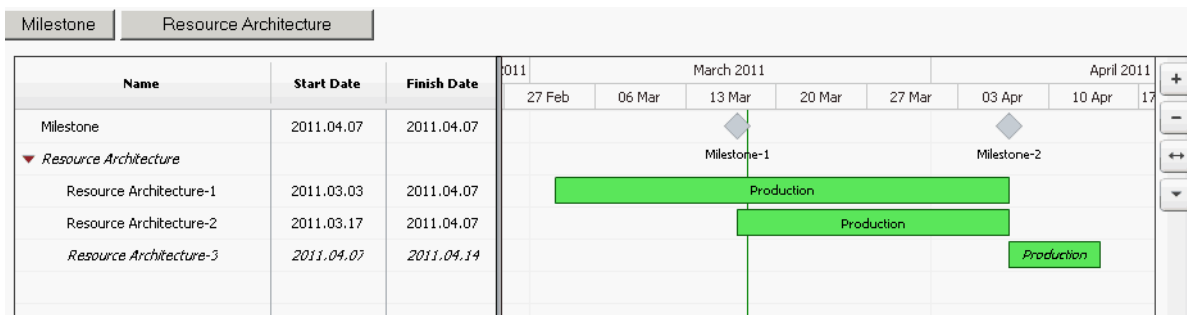 Milestone Resource Architecture
Name Start Date Finish Date 2011 March 2011 April 2011
27 Feb 06 Mar 13 Mar 20 Mar 27 Mar 03 Apr 10 Apr 17
Milestone 2011.04.07 2011.04.07
Resource Architecture Milestone-1 Milestone-2
Resource Architecture-1 2011.03.03 2011.04.07 Production
Resource Architecture-2 2011.03.17 2011.04.07 Production
Resource Architecture-3 2011.04.07 2011.04.14 Production